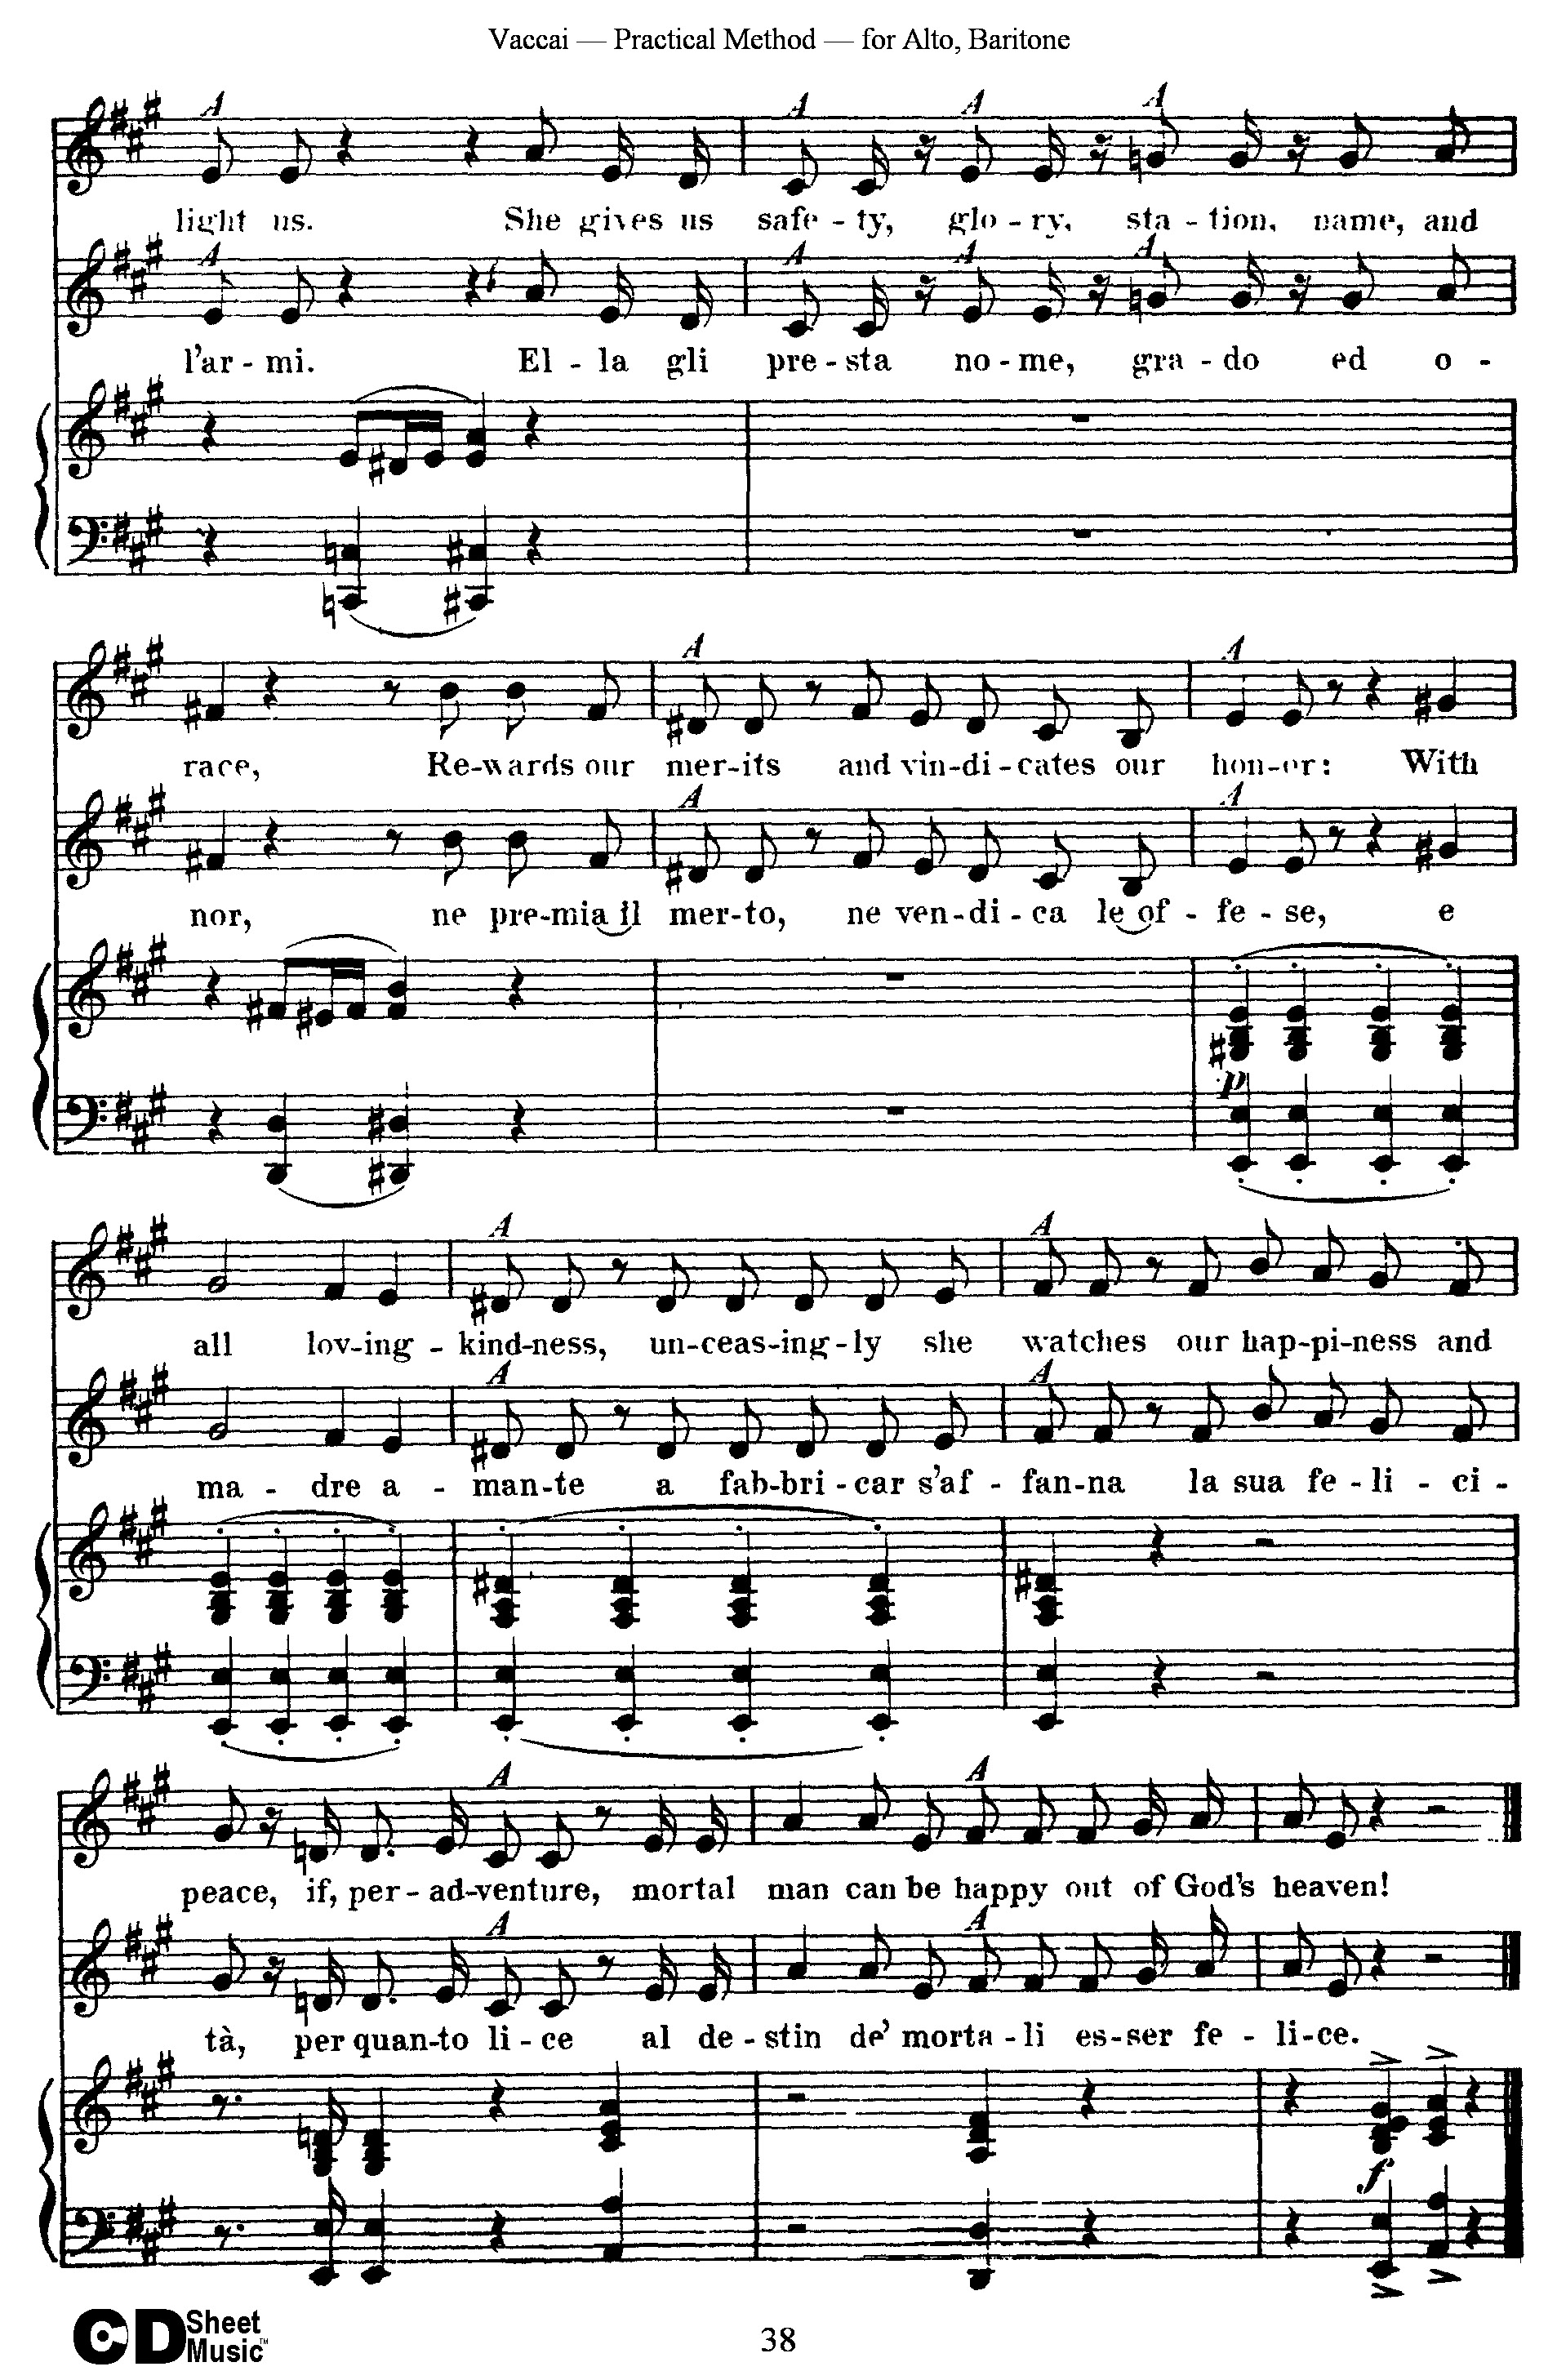 Vaccai — Practical Method — for Alto, Baritone
A A A A
light us. She gives us safe - ty, glo - ry, sta - tion, name, and
A A A A
l'ar - mi. El - la gli pre - sta no - me, gra - do ed o -
A A
race, Re-wards our mer-its and vin-di-cates our hon-or: With
A A
nor, ne pre-mia il mer-to, ne ven-di-ca le of - fe - se, e
p
A A
all lov-ing - kind-ness, un-ceas-ing-ly she watches our hap-pi-ness and
A A
ma - dre a - man-te a fab-bri-car s'af - fan-na la sua fe-li - ci -
A A
peace, if, per - ad-venture, mortal man can be happy out of God's heaven!
A A
tà, per quan-to li - ce al de - stin de' morta - li es-ser fe - li-ce.
f
CD Sheet Music™
38